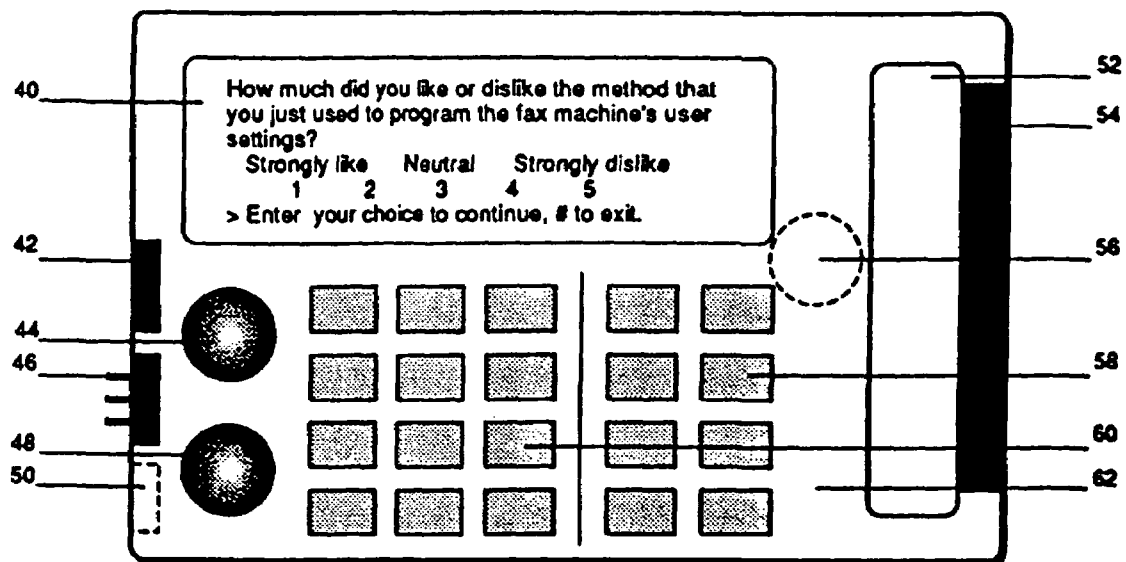 How much did you like or dislike the method that
you just used to program the fax machine's user
settings?
Strongly like Neutral Strongly dislike
1 2 3 4 5
> Enter your choice to continue, # to exit.
40
42
44
46
48
50
52
54
56
58
60
62